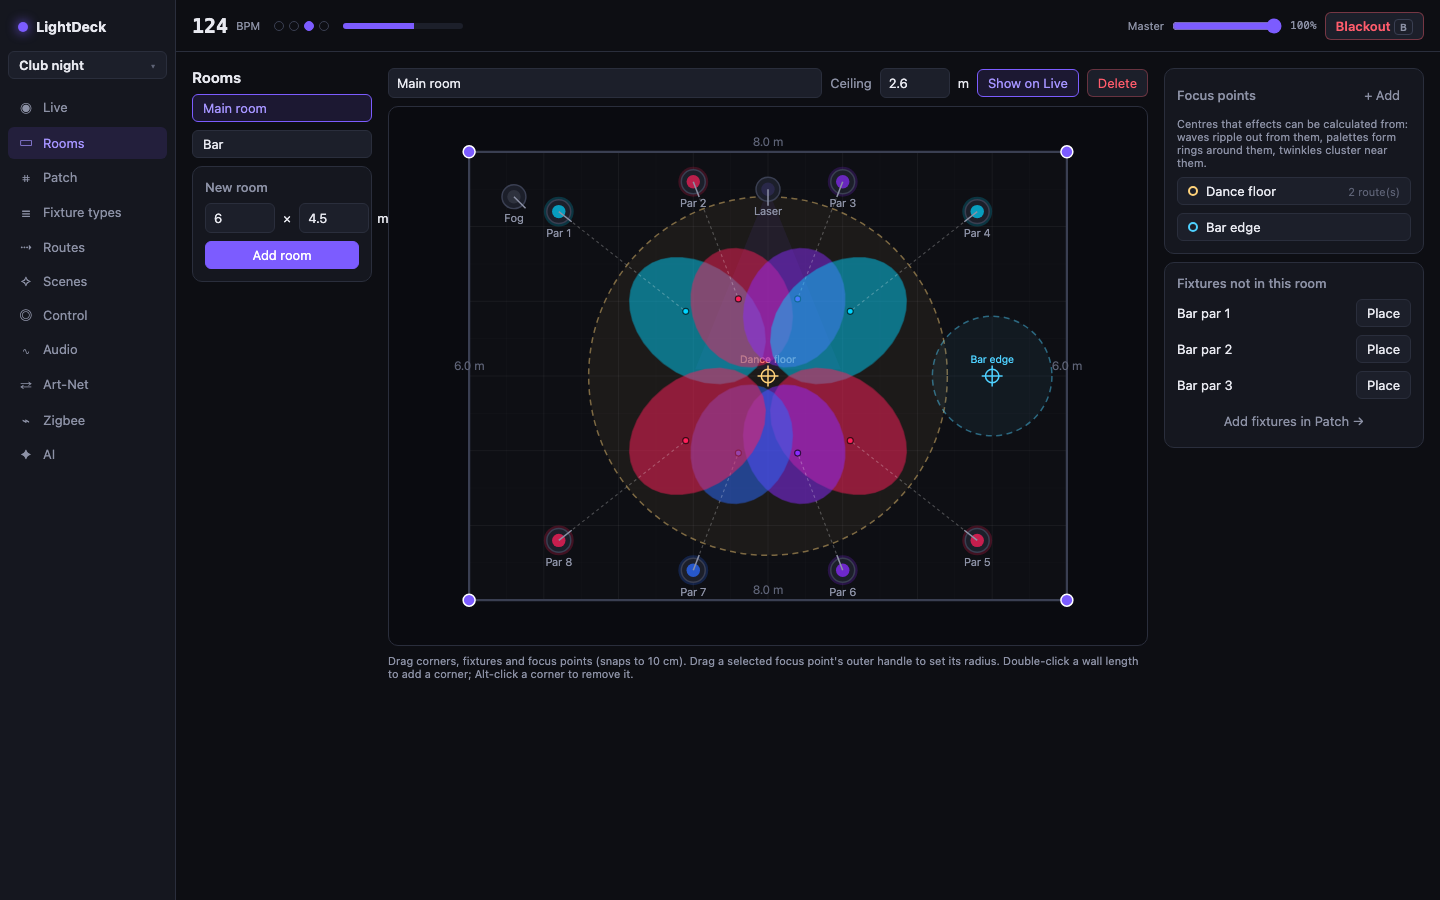 LightDeck
Club night
Live
Rooms
Patch
Fixture types
Routes
Scenes
Control
Audio
Art-Net
Zigbee
AI
124 BPM
Master 100% Blackout B
Rooms
Main room
Bar
New room
6 × 4.5 m
Add room
Main room Ceiling 2.6 m Show on Live Delete
8.0 m
Fog
Par 1
Par 2
Laser
Par 3
Par 4
Dance floor
Bar edge
6.0 m
6.0 m
Par 8
Par 7
8.0 m
Par 6
Par 5
Drag corners, fixtures and focus points (snaps to 10 cm). Drag a selected focus point's outer handle to set its radius. Double-click a wall length
to add a corner; Alt-click a corner to remove it.
Focus points + Add
Centres that effects can be calculated from:
waves ripple out from them, palettes form
rings around them, twinkles cluster near
them.
Dance floor 2 route(s)
Bar edge
Fixtures not in this room
Bar par 1 Place
Bar par 2 Place
Bar par 3 Place
Add fixtures in Patch →